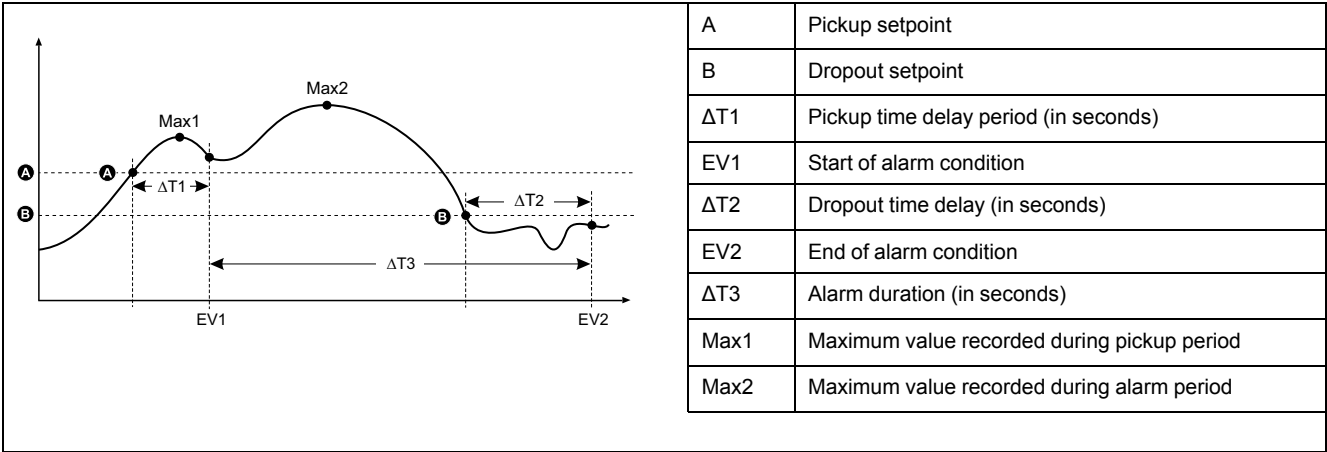 Max2
Max1
A
A
ΔT1
B
B
ΔT2
ΔT3
EV1
EV2
A Pickup setpoint
B Dropout setpoint
ΔT1 Pickup time delay period (in seconds)
EV1 Start of alarm condition
ΔT2 Dropout time delay (in seconds)
EV2 End of alarm condition
ΔT3 Alarm duration (in seconds)
Max1 Maximum value recorded during pickup period
Max2 Maximum value recorded during alarm period